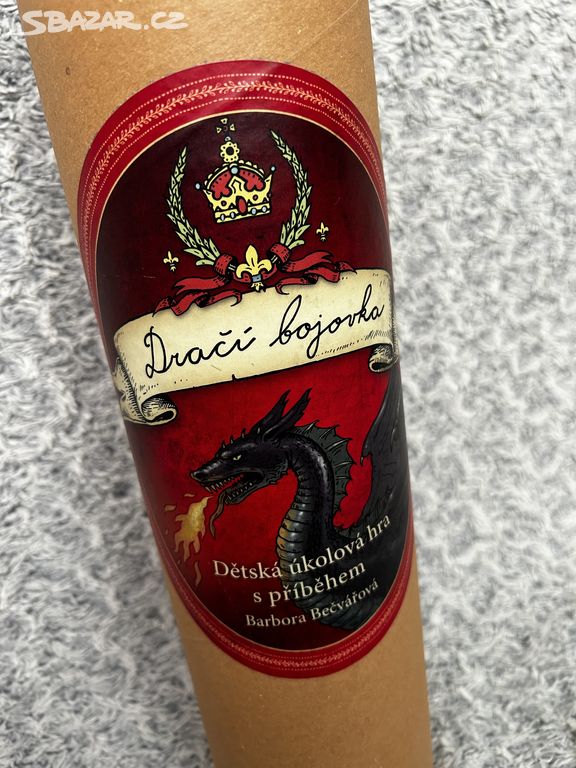 SBAZAR.CZ
Dračí bojovka
Dětská úkolová hra
s příběhem
Barbora Bečvářová